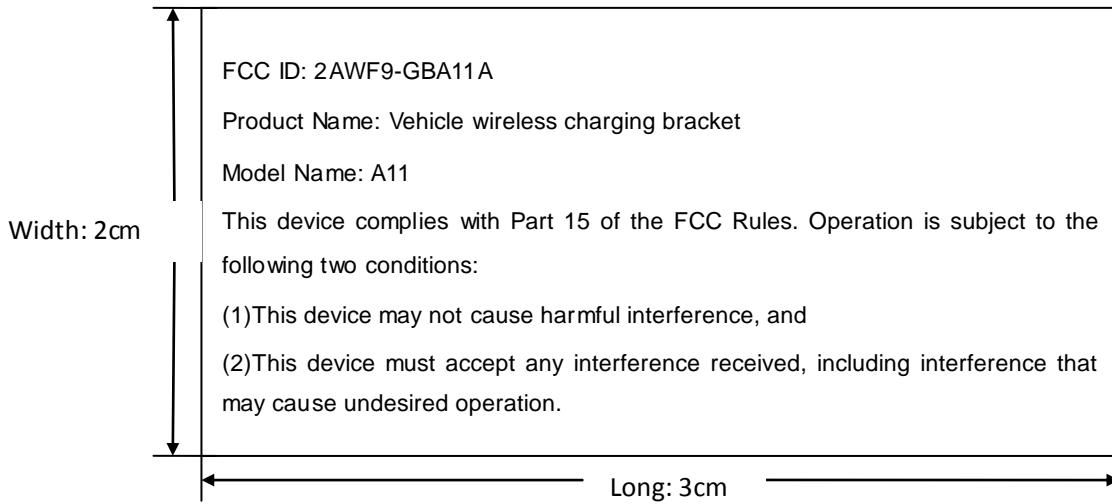 FCC ID: 2AWF9-GBA11A
Product Name: Vehicle wireless charging bracket
Model Name: A11
Width: 2cm
This device complies with Part 15 of the FCC Rules. Operation is subject to the
following two conditions:
(1)This device may not cause harmful interference, and
(2)This device must accept any interference received, including interference that
may cause undesired operation.
Long: 3cm